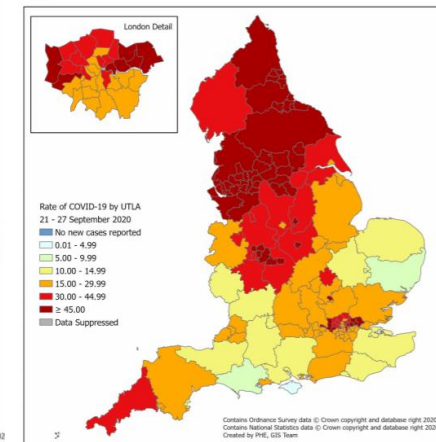 London Detail
Rate of COVID-19 by UTLA
21 - 27 September 2020
No new cases reported
0.01 - 4.99
5.00 - 9.99
10.00 - 14.99
15.00 - 29.99
30.00 - 44.99
≥ 45.00
Data Suppressed
Contains Ordnance Survey data © Crown copyright and database right 2020
Contains National Statistics data © Crown copyright and database right 2020
Created by PHE, GIS Team